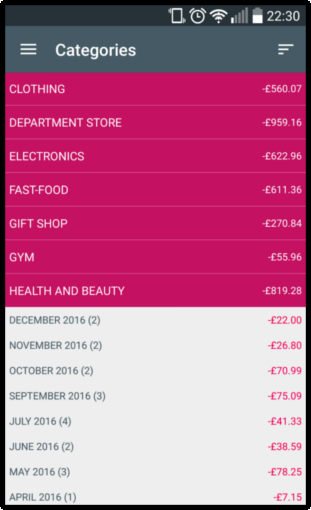 22:30
Categories
CLOTHING -£560.07
DEPARTMENT STORE -£959.16
ELECTRONICS -£622.96
FAST-FOOD -£611.36
GIFT SHOP -£270.84
GYM -£55.96
HEALTH AND BEAUTY -£819.28
DECEMBER 2016 (2) -£22.00
NOVEMBER 2016 (2) -£26.80
OCTOBER 2016 (2) -£70.99
SEPTEMBER 2016 (3) -£75.09
JULY 2016 (4) -£41.33
JUNE 2016 (2) -£38.59
MAY 2016 (3) -£78.25
APRIL 2016 (1) -£7.15